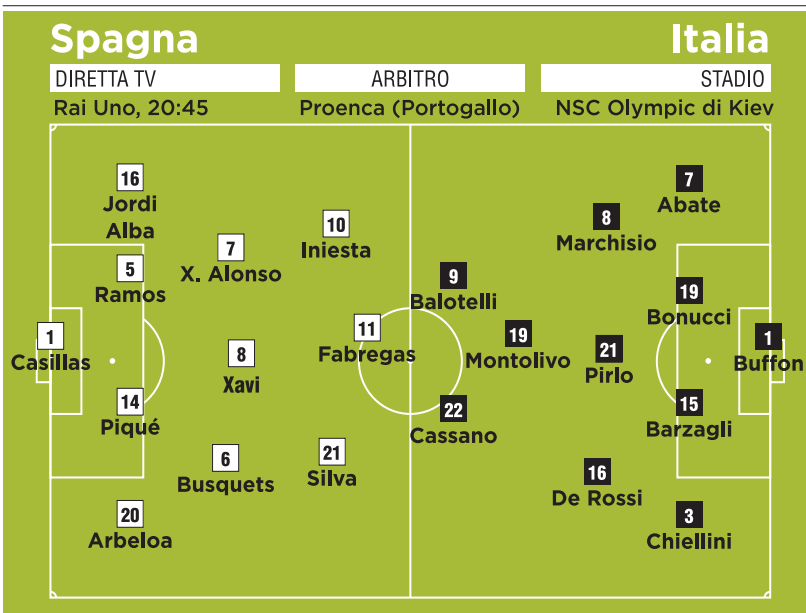 Spagna
Italia
DIRETTA TV
ARBITRO
STADIO
Rai Uno, 20:45
Proenca (Portogallo)
NSC Olympic di Kiev
16
Jordi
Alba
5
Ramos
1
Casillas
14
Piqué
20
Arbeloa
7
X. Alonso
8
Xavi
6
Busquets
10
Iniesta
11
Fabregas
21
Silva
9
Balotelli
22
Cassano
19
Montolivo
8
Marchisio
21
Pirlo
16
De Rossi
7
Abate
19
Bonucci
15
Barzagli
3
Chiellini
1
Buffon